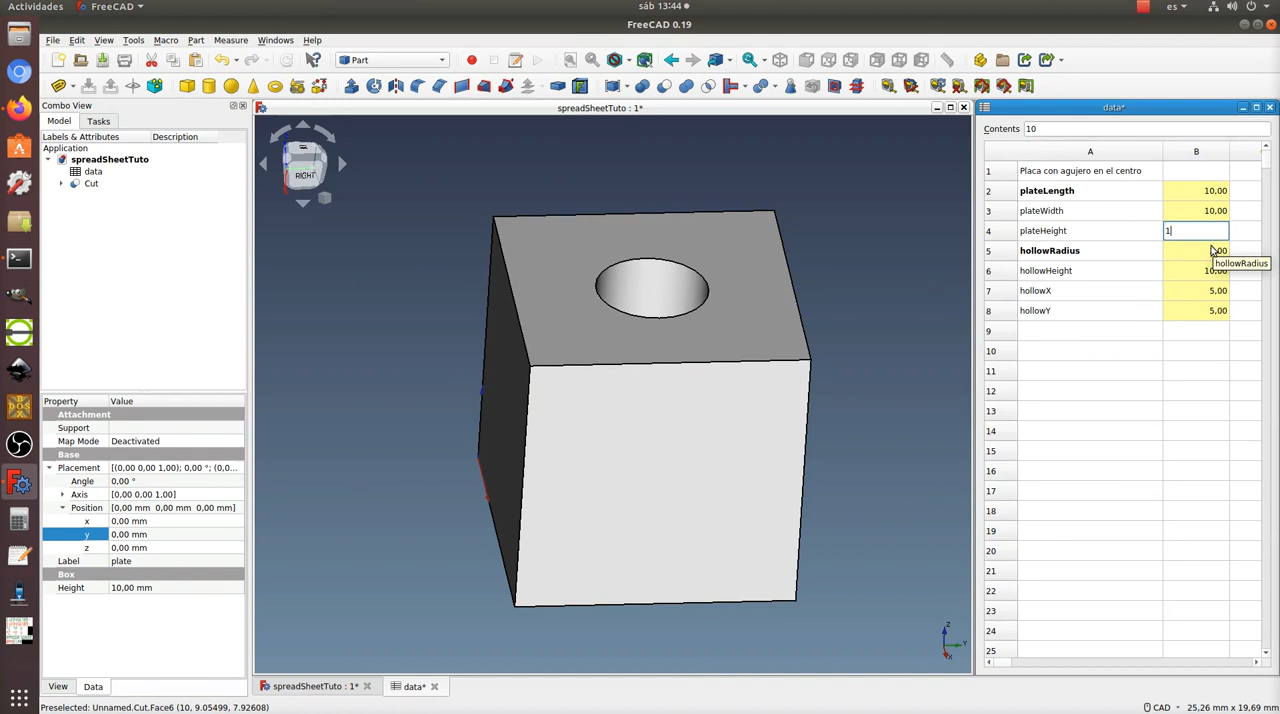 Actividades FreeCAD sáb 13:44 es
FreeCAD 0.19
File Edit View Tools Macro Part Measure Windows Help
Part
Combo View
Model Tasks
Labels & Attributes Description
Application
spreadSheetTuto
data
Cut
Property Value
Attachment
Support
Map Mode Deactivated
Base
Placement [(0,00 0,00 1,00); 0,00 °; (0,0...
Angle 0,00 °
Axis [0,00 0,00 1,00]
Position [0,00 mm 0,00 mm 0,00 mm]
x 0,00 mm
y 0,00 mm
z 0,00 mm
Label plate
Box
Height 10,00 mm
View Data
spreadSheetTuto : 1*
RIGHT
Z
Y
X
spreadSheetTuto : 1* data*
data*
Contents 10
A B
1 Placa con agujero en el centro
2 plateLength 10,00
3 plateWidth 10,00
4 plateHeight 1
5 hollowRadius ,00
hollowRadius
6 hollowHeight 10,00
7 hollowX 5,00
8 hollowY 5,00
9
10
11
12
13
14
15
16
17
18
19
20
21
22
23
24
25
Preselected: Unnamed.Cut.Face6 (10, 9.05499, 7.92608) CAD 25,26 mm x 19,69 mm